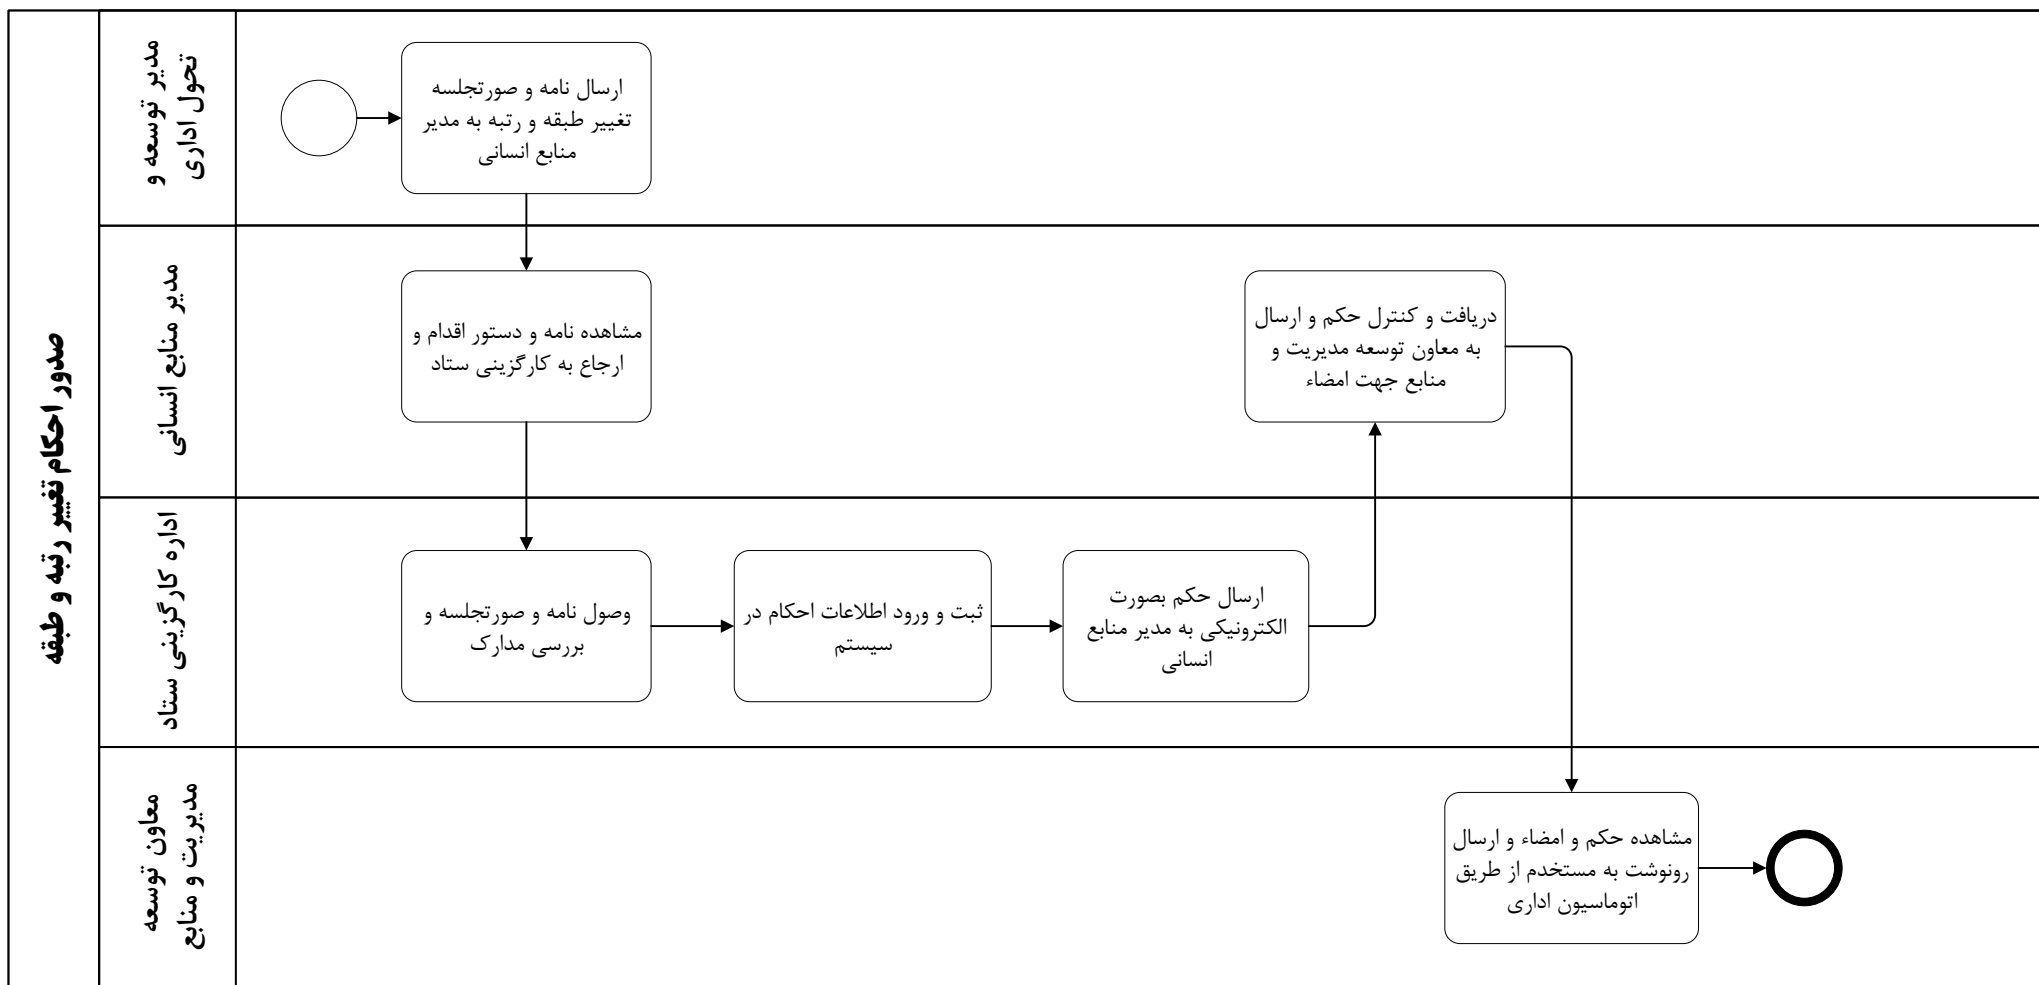 صدور احکام تغییر رتبه و طبقه
مدیر توسعه و
تحول اداری
ارسال نامه و صورتجلسه
تغییر طبقه و رتبه به مدیر
منابع انسانی
مدیر منابع انسانی
مشاهده نامه و دستور اقدام و
ارجاع به کارگزینی ستاد
دریافت و کنترل حکم و ارسال
به معاون توسعه مدیریت و
منابع جهت امضاء
اداره کارگزینی ستاد
وصول نامه و صورتجلسه و
بررسی مدارک
ثبت و ورود اطلاعات احکام در
سیستم
ارسال حکم بصورت
الکترونیکی به مدیر منابع
انسانی
معاون توسعه
مدیریت و منابع
مشاهده حکم و امضاء و ارسال
رونوشت به مستخدم از طریق
اتوماسیون اداری